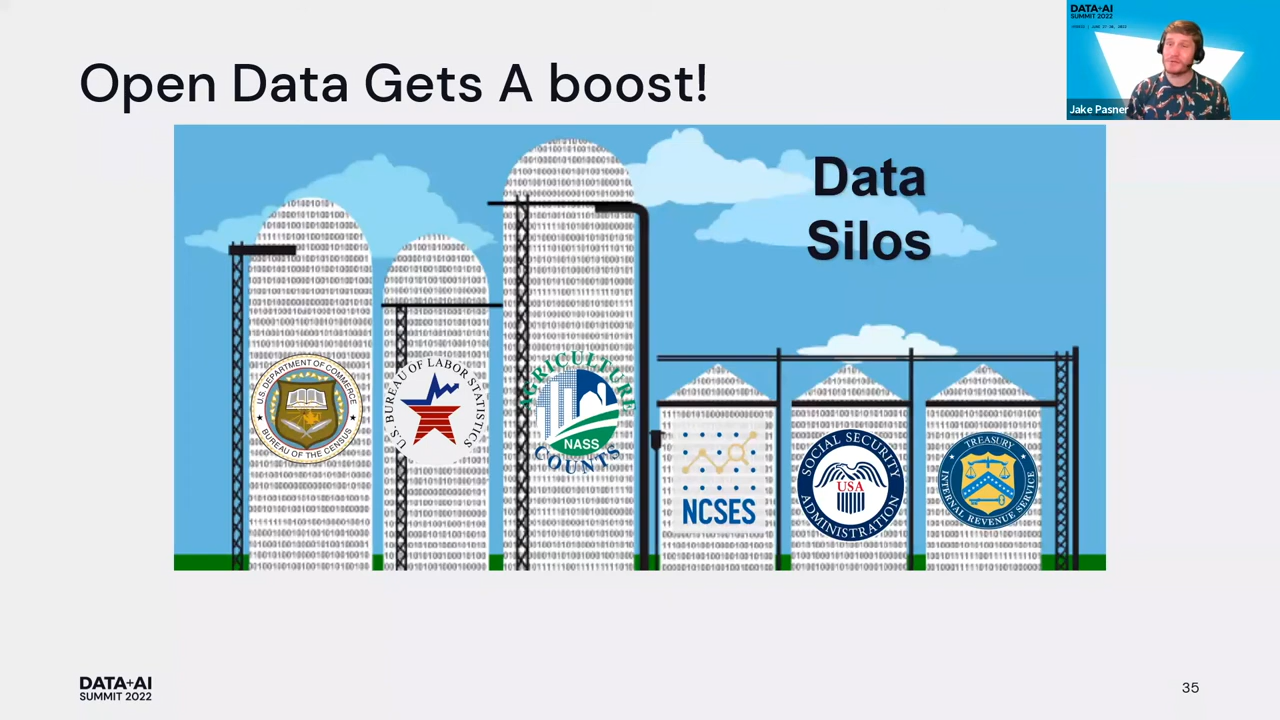 Open Data Gets A boost!
DATA+AI
SUMMIT 2022
Jake Pasner
Data
Silos
U.S. DEPARTMENT OF COMMERCE
BUREAU OF THE CENSUS
U.S. BUREAU OF LABOR STATISTICS
AGRICULTURE
NASS
COUNTS
NCSES
SOCIAL SECURITY
USA
ADMINISTRATION
TREASURY
INTERNAL REVENUE SERVICE
DATA+AI
SUMMIT 2022
35